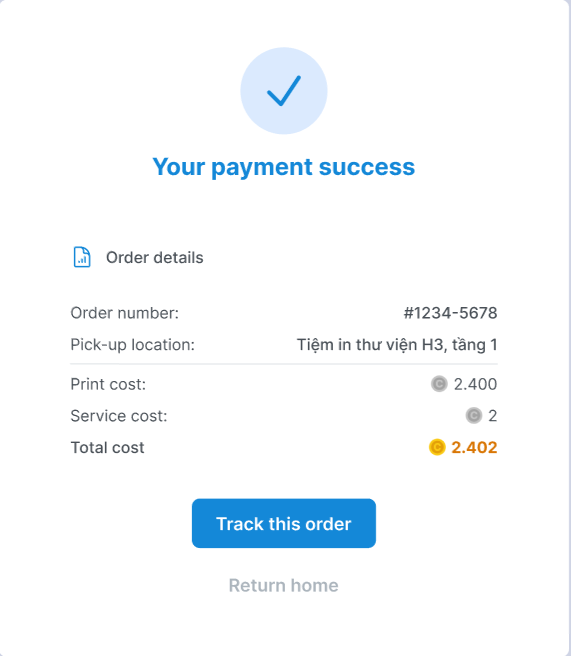 Your payment success
Order details
Order number: #1234-5678
Pick-up location: Tiệm in thư viện H3, tầng 1
Print cost: C 2.400
Service cost: C 2
Total cost C 2.402
Track this order
Return home